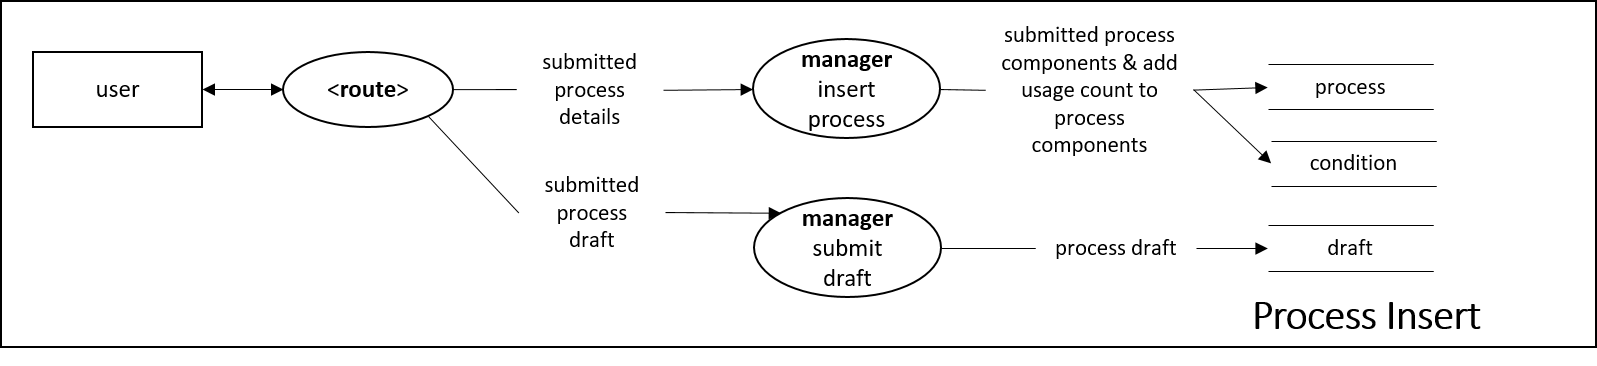 user
<route>
submitted
process
details
manager
insert
process
submitted process
components & add
usage count to
process
components
process
condition
submitted
process
draft
manager
submit
draft
process draft
draft
Process Insert